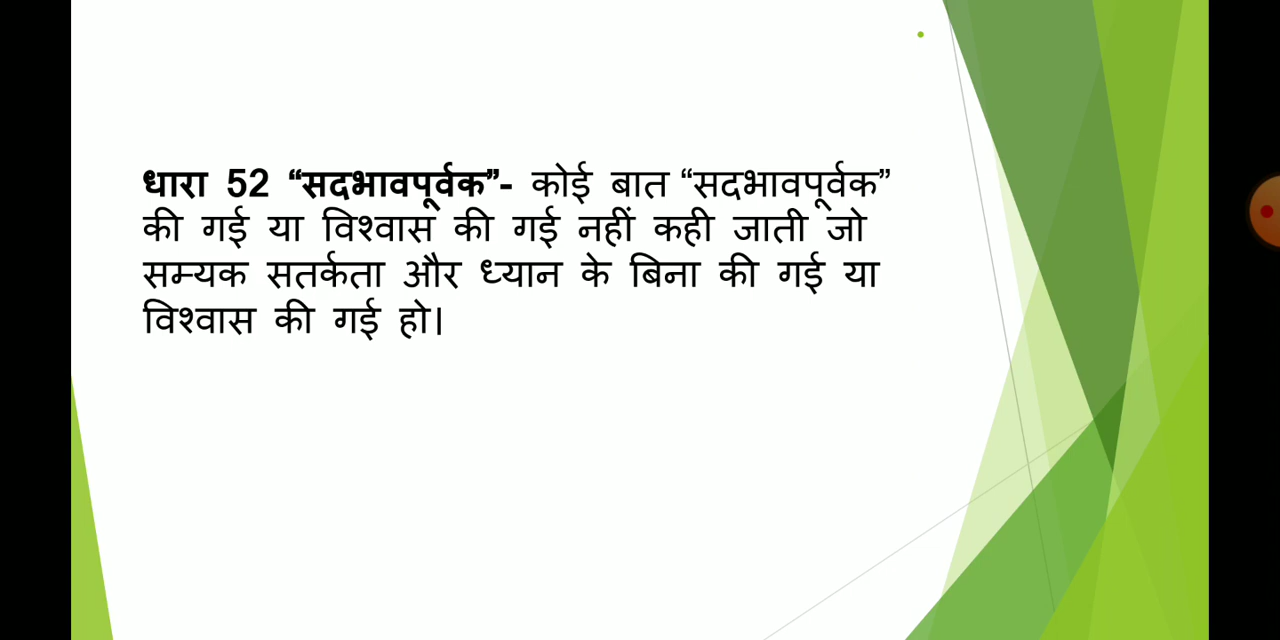 धारा 52 “सदभावपूर्वक”- कोई बात “सदभावपूर्वक”
की गई या विश्वास की गई नहीं कही जाती जो
सम्यक सतर्कता और ध्यान के बिना की गई या
विश्वास की गई हो।